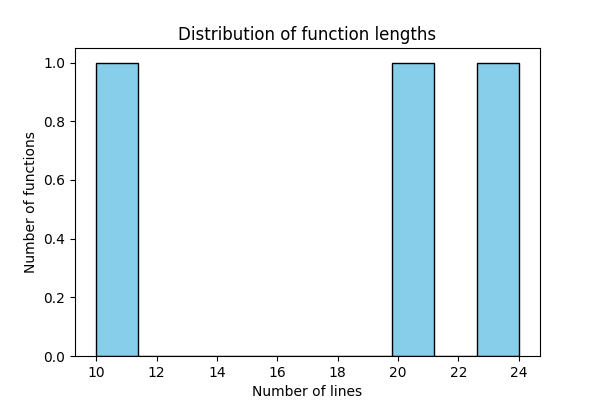 Distribution of function lengths
Number of functions
1.0
0.8
0.6
0.4
0.2
0.0
10 12 14 16 18 20 22 24
Number of lines